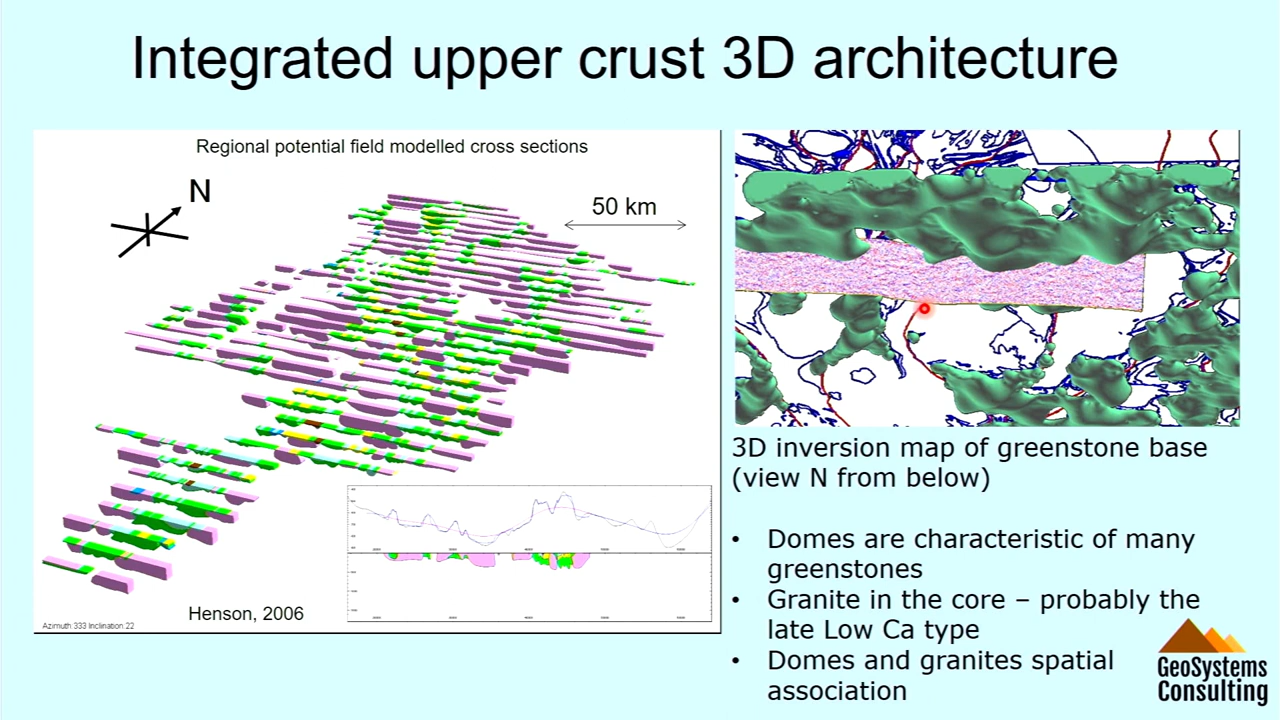 Integrated upper crust 3D architecture
Regional potential field modelled cross sections
N
50 km
Henson, 2006
Azimuth:333 Inclination:22
3D inversion map of greenstone base
(view N from below)
• Domes are characteristic of many
greenstones
• Granite in the core – probably the
late Low Ca type
• Domes and granites spatial
association
GeoSystems
Consulting